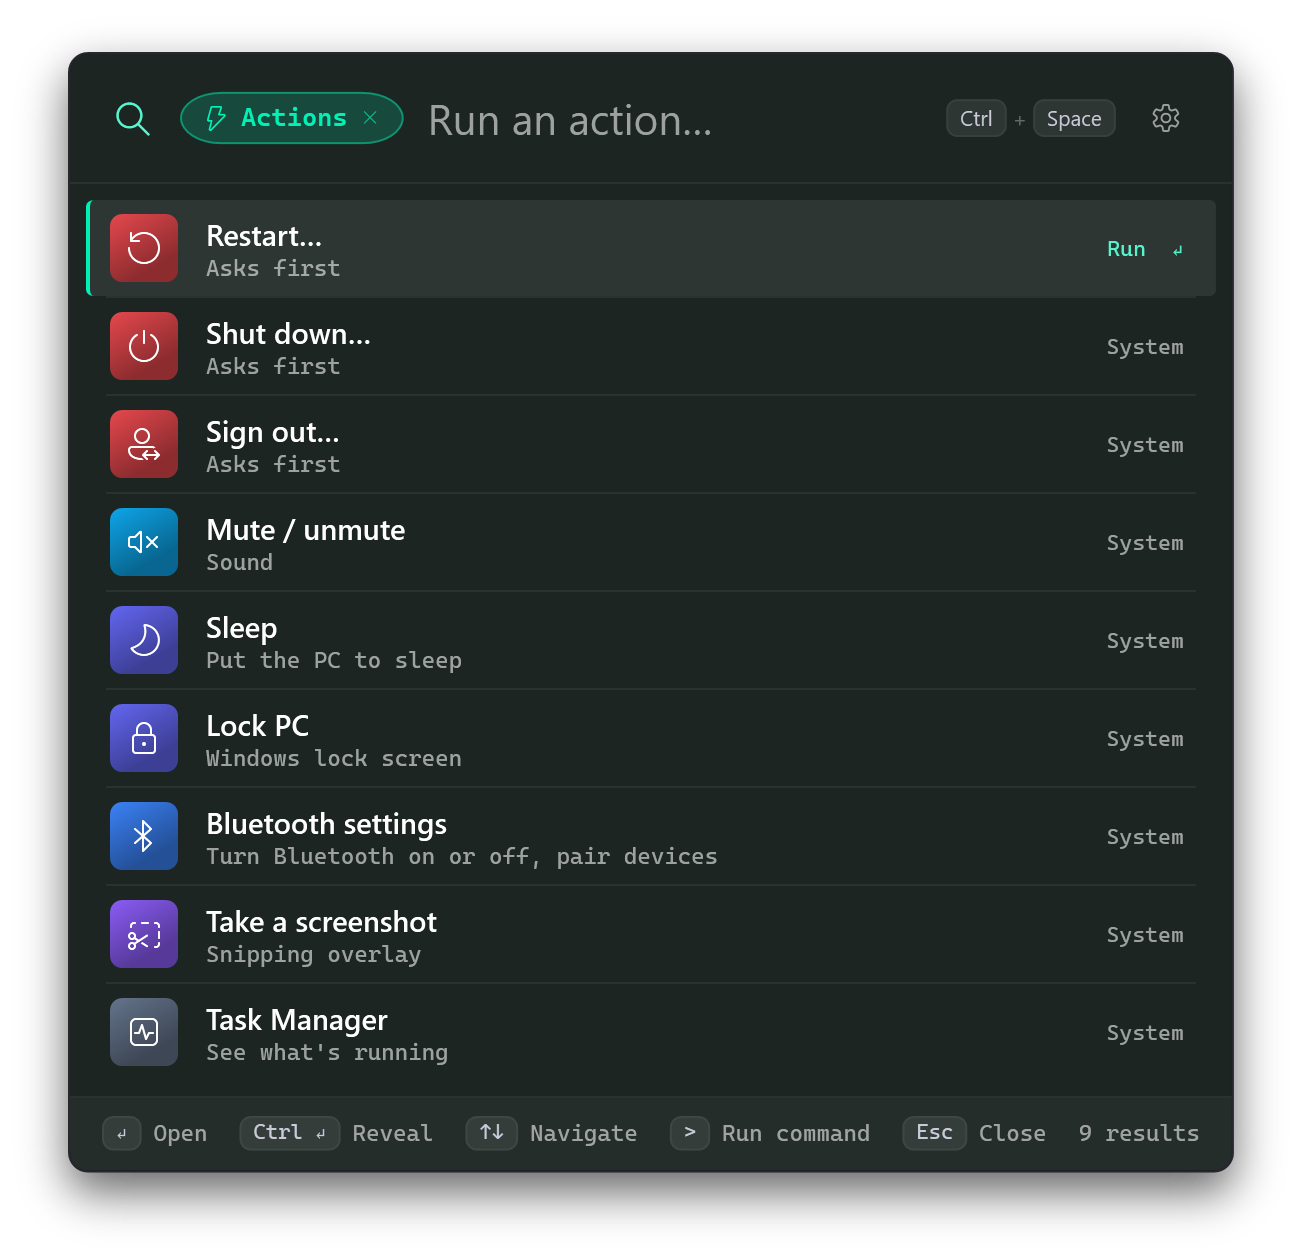 Actions Run an action... Ctrl + Space
Restart...
Asks first
Run ↵
Shut down...
Asks first
System
Sign out...
Asks first
System
Mute / unmute
Sound
System
Sleep
Put the PC to sleep
System
Lock PC
Windows lock screen
System
Bluetooth settings
Turn Bluetooth on or off, pair devices
System
Take a screenshot
Snipping overlay
System
Task Manager
See what's running
System
↵ Open Ctrl ↵ Reveal ↑↓ Navigate > Run command Esc Close 9 results